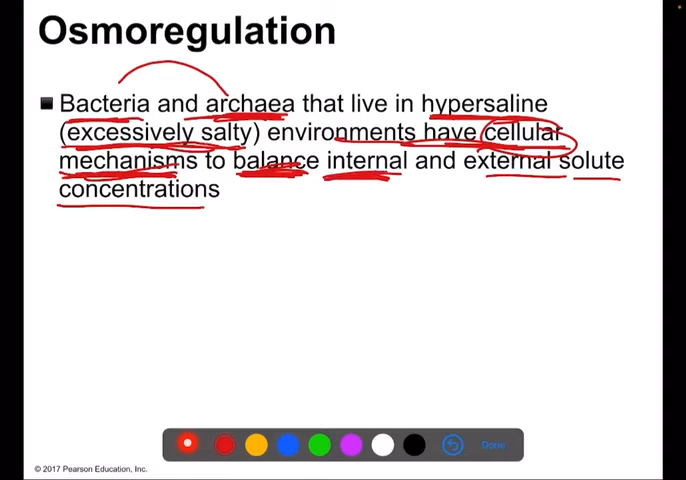 Osmoregulation
Bacteria and archaea that live in hypersaline
(excessively salty) environments have cellular
mechanisms to balance internal and external solute
concentrations
Done
© 2017 Pearson Education, Inc.